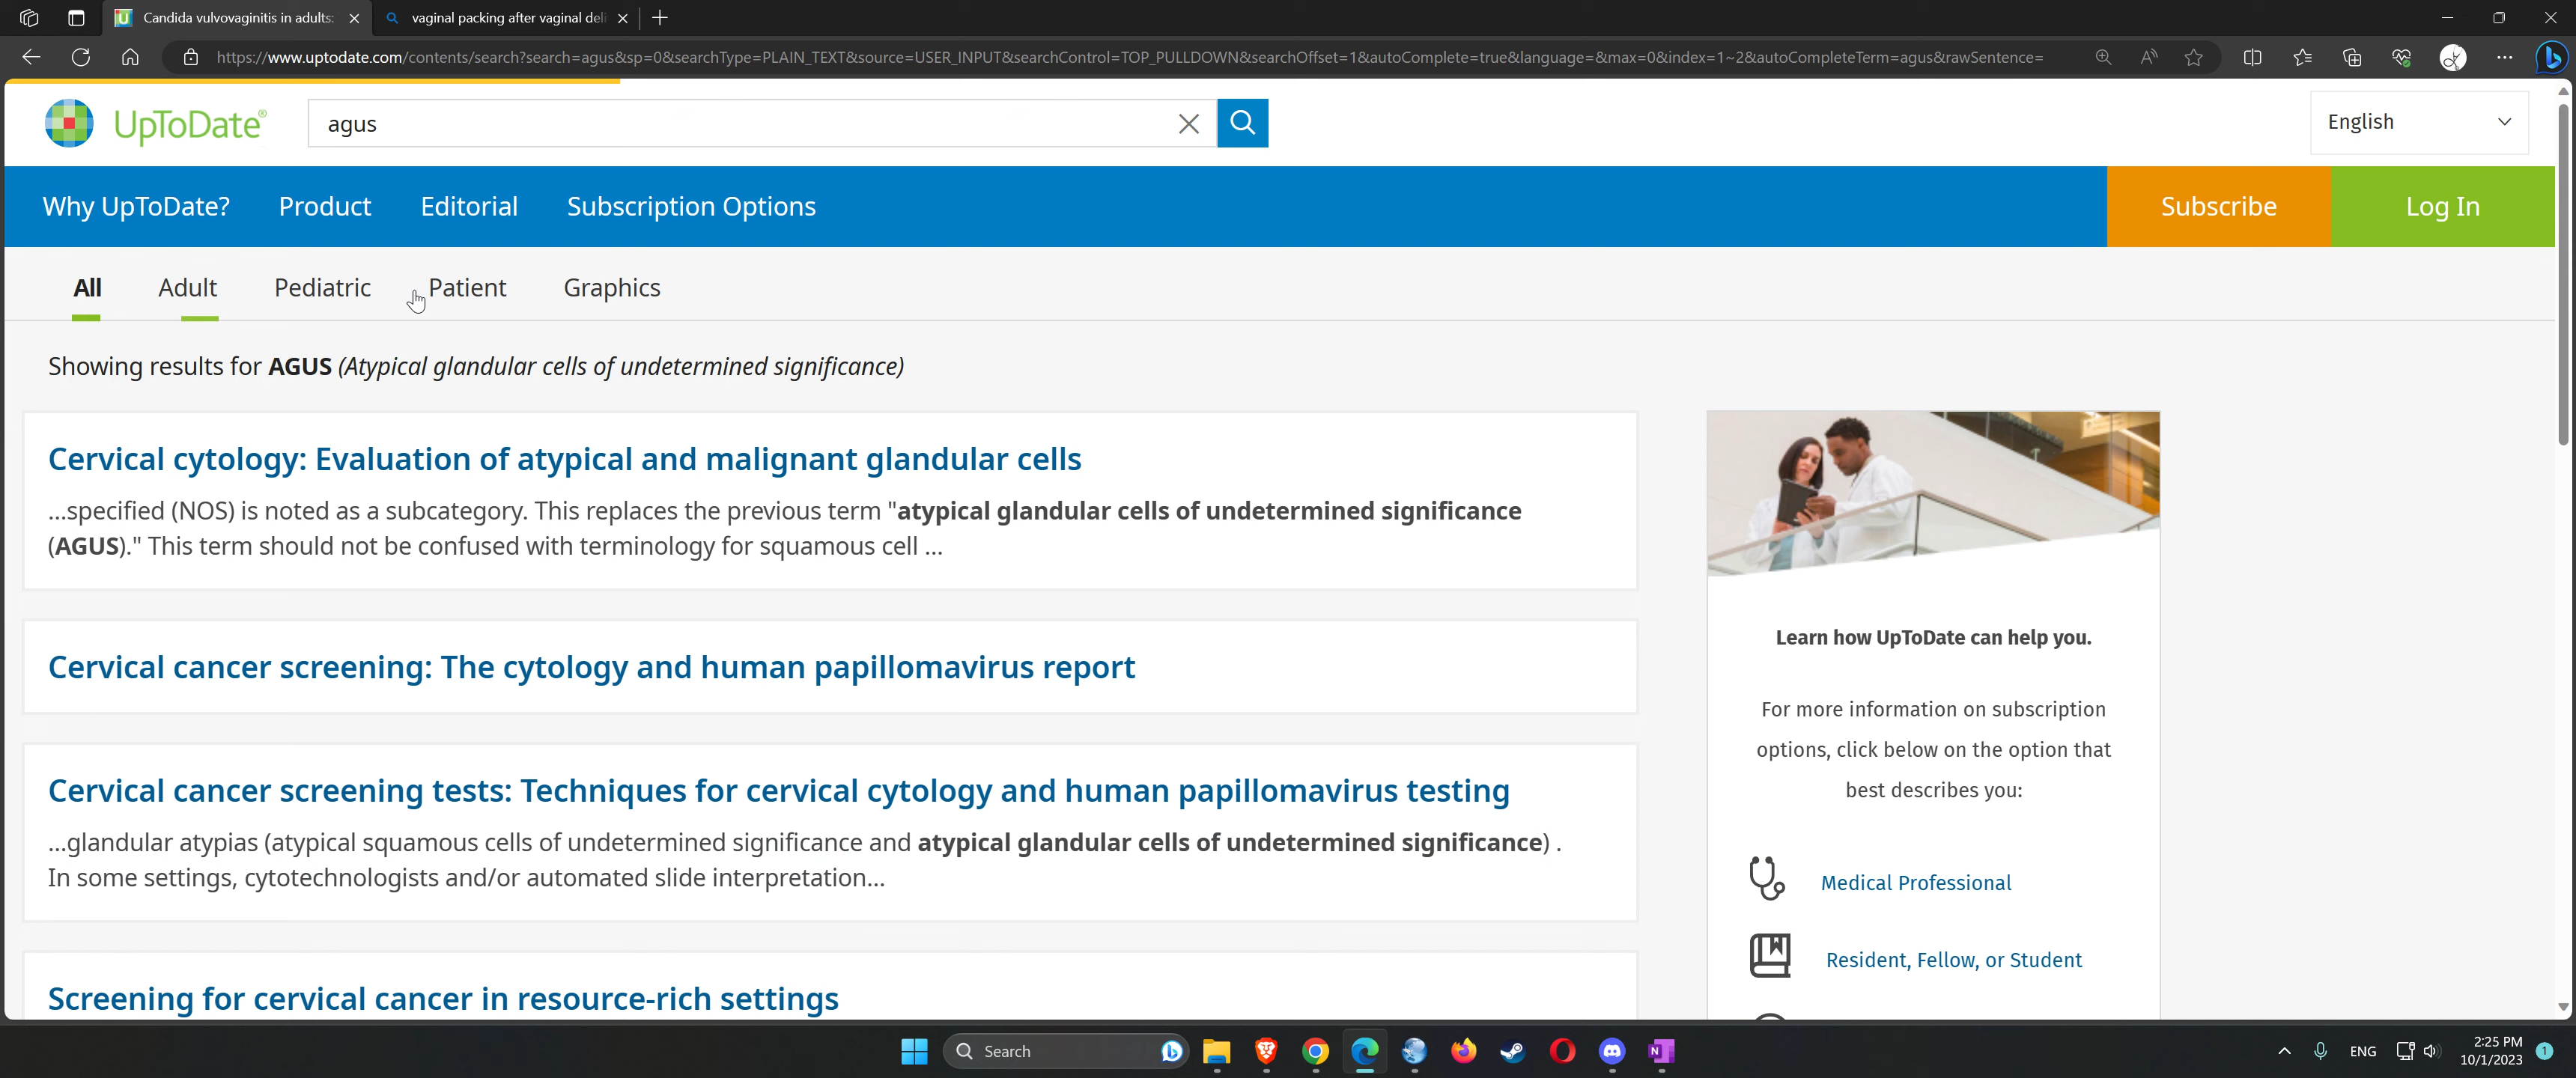 Candida vulvovaginitis in adults:
vaginal packing after vaginal deli
https://www.uptodate.com/contents/search?search=agus&sp=0&searchType=PLAIN_TEXT&source=USER_INPUT&searchControl=TOP_PULLDOWN&searchOffset=1&autoComplete=true&language=&max=0&index=1~2&autoCompleteTerm=agus&rawSentence=
UpToDate®
agus
English
Why UpToDate? Product Editorial Subscription Options
Subscribe
Log In
All Adult Pediatric Patient Graphics
Showing results for AGUS (Atypical glandular cells of undetermined significance)
Cervical cytology: Evaluation of atypical and malignant glandular cells
...specified (NOS) is noted as a subcategory. This replaces the previous term "atypical glandular cells of undetermined significance
(AGUS)." This term should not be confused with terminology for squamous cell ...
Cervical cancer screening: The cytology and human papillomavirus report
Cervical cancer screening tests: Techniques for cervical cytology and human papillomavirus testing
...glandular atypias (atypical squamous cells of undetermined significance and atypical glandular cells of undetermined significance) .
In some settings, cytotechnologists and/or automated slide interpretation...
Screening for cervical cancer in resource-rich settings
Learn how UpToDate can help you.
For more information on subscription
options, click below on the option that
best describes you:
Medical Professional
Resident, Fellow, or Student
Search
ENG
2:25 PM
10/1/2023
1